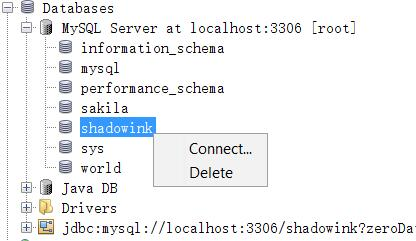 Databases
MySQL Server at localhost:3306 [root]
information_schema
mysql
performance_schema
sakila
shadowink
Connect...
sys
Delete
world
Java DB
Drivers
jdbc:mysql://localhost:3306/shadowink?zeroDa